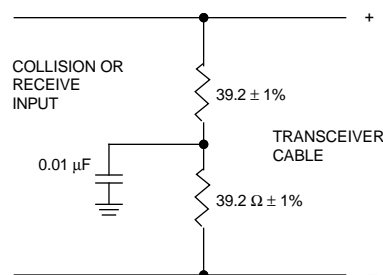 +
COLLISION OR
RECEIVE
INPUT
39.2 ± 1%
TRANSCEIVER
CABLE
0.01 µF
39.2 Ω ± 1%